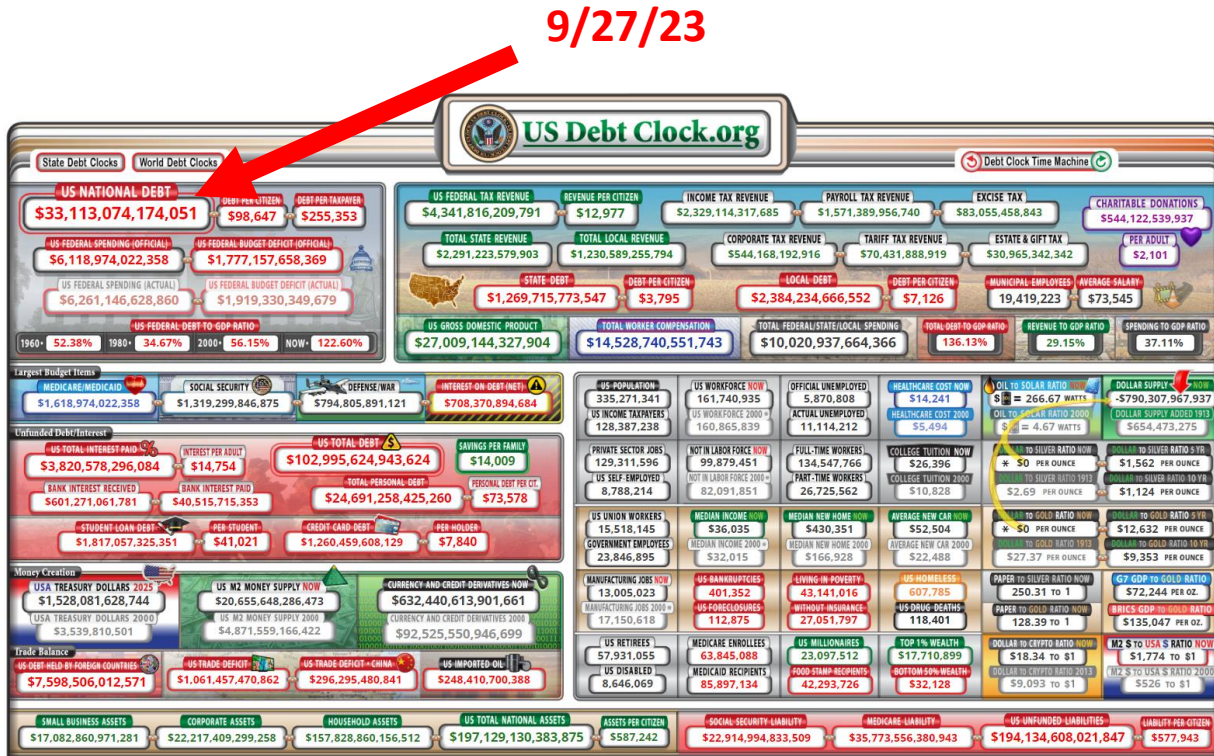 9/27/23
US Debt Clock.org
State Debt Clocks World Debt Clocks
Debt Clock Time Machine
US NATIONAL DEBT DEBT PER CITIZEN DEBT PER TAXPAYER
$33,113,074,174,051 $98,647 $255,353
US FEDERAL SPENDING (OFFICIAL) US FEDERAL BUDGET DEFICIT (OFFICIAL)
$6,118,974,022,358 $1,777,157,658,369
US FEDERAL SPENDING (ACTUAL) US FEDERAL BUDGET DEFICIT (ACTUAL)
$6,261,146,628,860 $1,919,330,349,679
US FEDERAL DEBT TO GDP RATIO
1960• 52.38% 1980• 34.67% 2000• 56.15% NOW• 122.60%
US FEDERAL TAX REVENUE REVENUE PER CITIZEN INCOME TAX REVENUE PAYROLL TAX REVENUE EXCISE TAX CHARITABLE DONATIONS
$4,341,816,209,791 $12,977 $2,329,114,317,685 $1,571,389,956,740 $83,055,458,843 $544,122,539,937
TOTAL STATE REVENUE TOTAL LOCAL REVENUE CORPORATE TAX REVENUE TARIFF TAX REVENUE ESTATE & GIFT TAX PER ADULT
$2,291,223,579,903 $1,230,589,255,794 $544,168,192,916 $70,431,888,919 $30,965,342,342 $2,101
STATE DEBT DEBT PER CITIZEN LOCAL DEBT DEBT PER CITIZEN MUNICIPAL EMPLOYEES AVERAGE SALARY
$1,269,715,773,547 $3,795 $2,384,234,666,552 $7,126 19,419,223 $73,545
US GROSS DOMESTIC PRODUCT TOTAL WORKER COMPENSATION TOTAL FEDERAL/STATE/LOCAL SPENDING TOTAL DEBT TO GDP RATIO REVENUE TO GDP RATIO SPENDING TO GDP RATIO
$27,009,144,327,904 $14,528,740,551,743 $10,020,937,664,366 136.13% 29.15% 37.11%
Largest Budget Items
MEDICARE/MEDICAID SOCIAL SECURITY DEFENSE/WAR INTEREST ON DEBT (NET)
$1,618,974,022,358 $1,319,299,846,875 $794,805,891,121 $708,370,894,684
Unfunded Debt/Interest
US TOTAL INTEREST PAID INTEREST PER ADULT US TOTAL DEBT SAVINGS PER FAMILY
$3,820,578,296,084 $14,754 $102,995,624,943,624 $14,009
BANK INTEREST RECEIVED BANK INTEREST PAID TOTAL PERSONAL DEBT PERSONAL DEBT PER CIT.
$601,271,061,781 $40,515,715,353 $24,691,258,425,260 $73,578
STUDENT LOAN DEBT PER STUDENT CREDIT CARD DEBT PER HOLDER
$1,817,057,325,351 $41,021 $1,260,459,608,129 $7,840
Money Creation
USA TREASURY DOLLARS 2025 US M2 MONEY SUPPLY NOW CURRENCY AND CREDIT DERIVATIVES NOW
$1,528,081,628,744 $20,655,648,286,473 $632,440,613,901,661
USA TREASURY DOLLARS 2000 US M2 MONEY SUPPLY 2000 CURRENCY AND CREDIT DERIVATIVES 2000
$3,539,810,501 $4,871,559,166,422 $92,525,550,946,699
Trade Balance
US DEBT HELD BY FOREIGN COUNTRIES US TRADE DEFICIT US TRADE DEFICIT • CHINA US IMPORTED OIL
$7,598,506,012,571 $1,061,457,470,862 $296,295,480,841 $248,410,700,388
US POPULATION US WORKFORCE NOW OFFICIAL UNEMPLOYED HEALTHCARE COST NOW OIL TO SOLAR RATIO NOW DOLLAR SUPPLY NOW
335,271,341 161,740,935 5,870,808 $14,241 = 266.67 WATTS -$790,307,967,937
US INCOME TAXPAYERS US WORKFORCE 2000 ACTUAL UNEMPLOYED HEALTHCARE COST 2000 OIL TO SOLAR RATIO 2000 DOLLAR SUPPLY ADDED 1913
128,387,238 160,865,839 11,114,212 $5,494 = 4.67 WATTS $654,473,275
PRIVATE SECTOR JOBS NOT IN LABOR FORCE NOW FULL-TIME WORKERS COLLEGE TUITION NOW DOLLAR TO SILVER RATIO NOW DOLLAR TO SILVER RATIO 5 YR
129,311,596 99,879,451 134,547,766 $26,396 * $0 PER OUNCE $1,562 PER OUNCE
US SELF-EMPLOYED NOT IN LABOR FORCE 2000 PART-TIME WORKERS COLLEGE TUITION 2000 DOLLAR TO SILVER RATIO 1913 DOLLAR TO SILVER RATIO 10 YR
8,788,214 82,091,851 26,725,562 $10,828 $2.69 PER OUNCE $1,124 PER OUNCE
US UNION WORKERS MEDIAN INCOME NOW MEDIAN NEW HOME NOW AVERAGE NEW CAR NOW DOLLAR TO GOLD RATIO NOW DOLLAR TO GOLD RATIO 5 YR
15,518,145 $36,035 $430,351 $52,504 * $0 PER OUNCE $12,632 PER OUNCE
GOVERNMENT EMPLOYEES MEDIAN INCOME 2000 MEDIAN NEW HOME 2000 AVERAGE NEW CAR 2000 DOLLAR TO GOLD RATIO 1913 DOLLAR TO GOLD RATIO 10 YR
23,846,895 $32,015 $166,928 $22,488 $27.37 PER OUNCE $9,353 PER OUNCE
MANUFACTURING JOBS NOW US BANKRUPTCIES LIVING IN POVERTY US HOMELESS PAPER TO SILVER RATIO NOW G7 GDP TO GOLD RATIO
13,005,023 401,352 43,141,016 607,785 250.31 TO 1 $72,244 PER OZ.
MANUFACTURING JOBS 2000 US FORECLOSURES WITHOUT INSURANCE US DRUG DEATHS PAPER TO GOLD RATIO NOW BRICS GDP TO GOLD RATIO
17,150,618 112,875 27,051,797 118,401 128.39 TO 1 $135,047 PER OZ.
US RETIREES MEDICARE ENROLLEES US MILLIONAIRES TOP 1% WEALTH DOLLAR TO CRYPTO RATIO NOW M2 $ TO USA $ RATIO NOW
57,931,055 63,845,088 23,097,512 $17,710,899 $18.34 TO $1 $1,774 TO $1
US DISABLED MEDICAID RECIPIENTS FOOD STAMP RECIPIENTS BOTTOM 50% WEALTH DOLLAR TO CRYPTO RATIO 2013 M2 $ TO USA $ RATIO 2000
8,646,069 85,897,134 42,293,726 $32,128 $9,093 TO $1 $526 TO $1
SMALL BUSINESS ASSETS CORPORATE ASSETS HOUSEHOLD ASSETS US TOTAL NATIONAL ASSETS ASSETS PER CITIZEN SOCIAL SECURITY LIABILITY MEDICARE LIABILITY US UNFUNDED LIABILITIES LIABILITY PER CITIZEN
$17,082,860,971,281 $22,217,409,299,258 $157,828,860,156,512 $197,129,130,383,875 $587,242 $22,914,994,833,509 $35,773,556,380,943 $194,134,608,021,847 $577,943